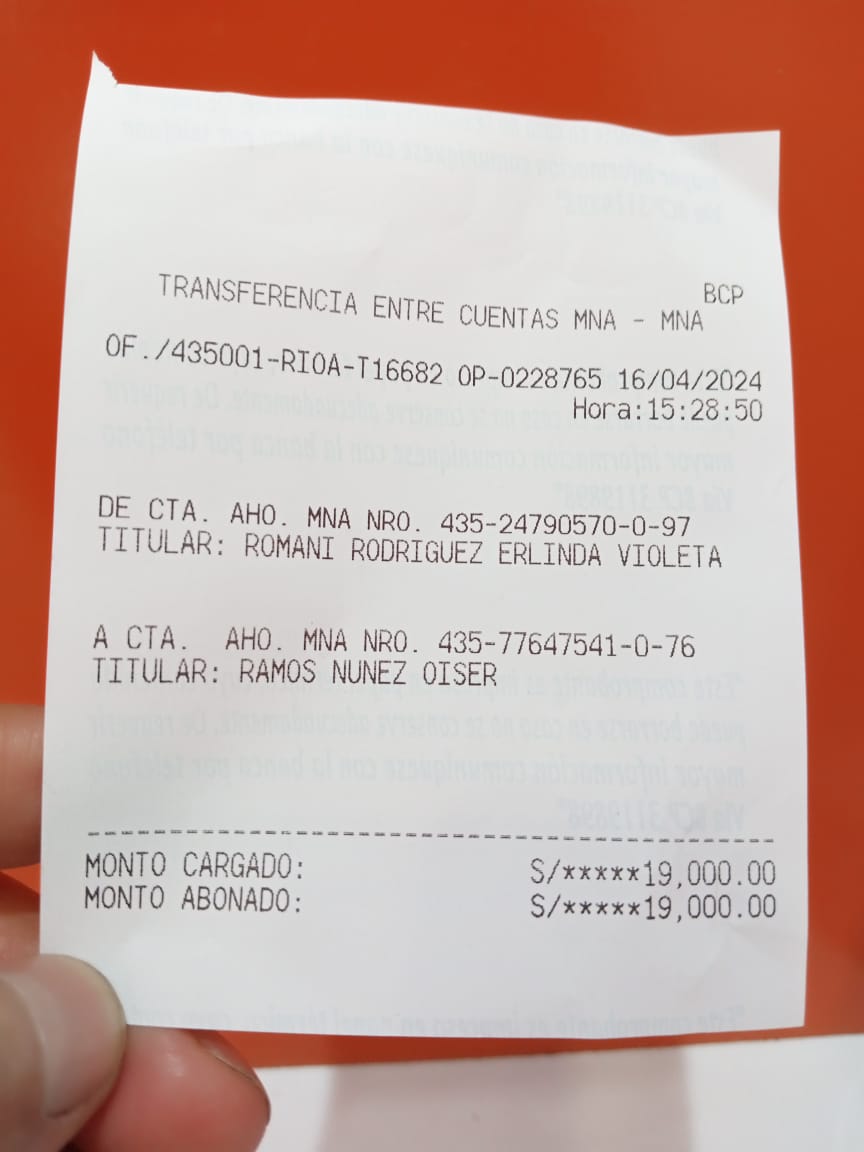 BCP
TRANSFERENCIA ENTRE CUENTAS MNA - MNA
OF./435001-RIOA-T16682 OP-0228765 16/04/2024
Hora:15:28:50
DE CTA. AHO. MNA NRO. 435-24790570-0-97
TITULAR: ROMANI RODRIGUEZ ERLINDA VIOLETA
A CTA. AHO. MNA NRO. 435-77647541-0-76
TITULAR: RAMOS NUNEZ OISER
MONTO CARGADO: S/*****19,000.00
MONTO ABONADO: S/*****19,000.00